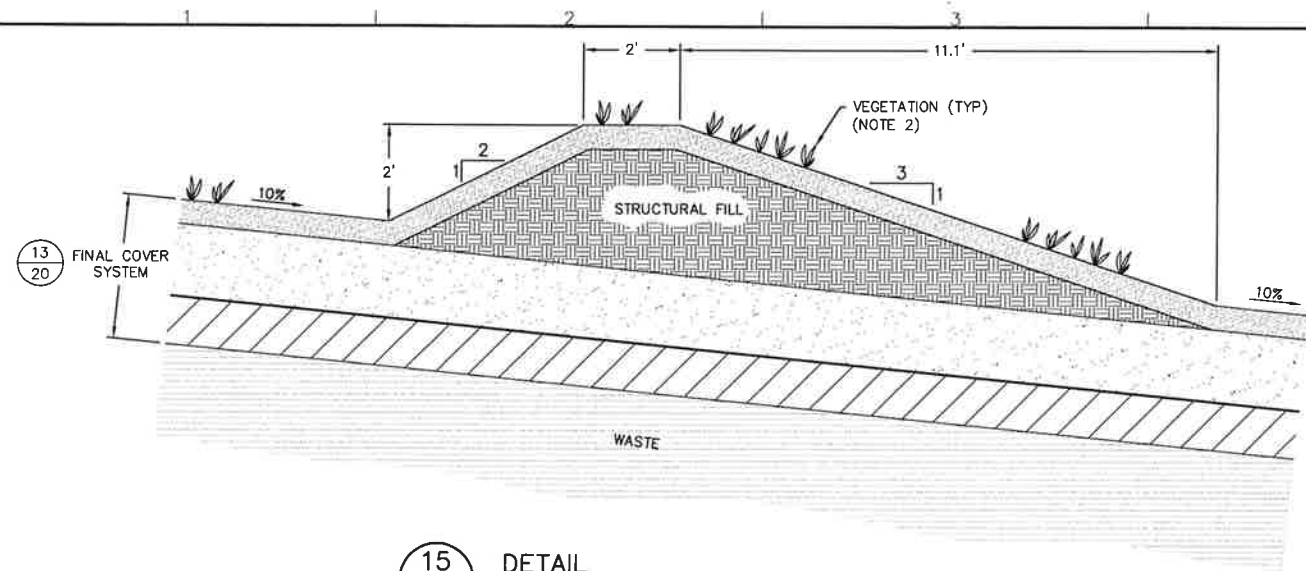 1 2 3
2' 11.1'
VEGETATION (TYP)
(NOTE 2)
2
1
2'
3
1
STRUCTURAL FILL
10%
13
20
FINAL COVER
SYSTEM
10%
WASTE
15 DETAIL